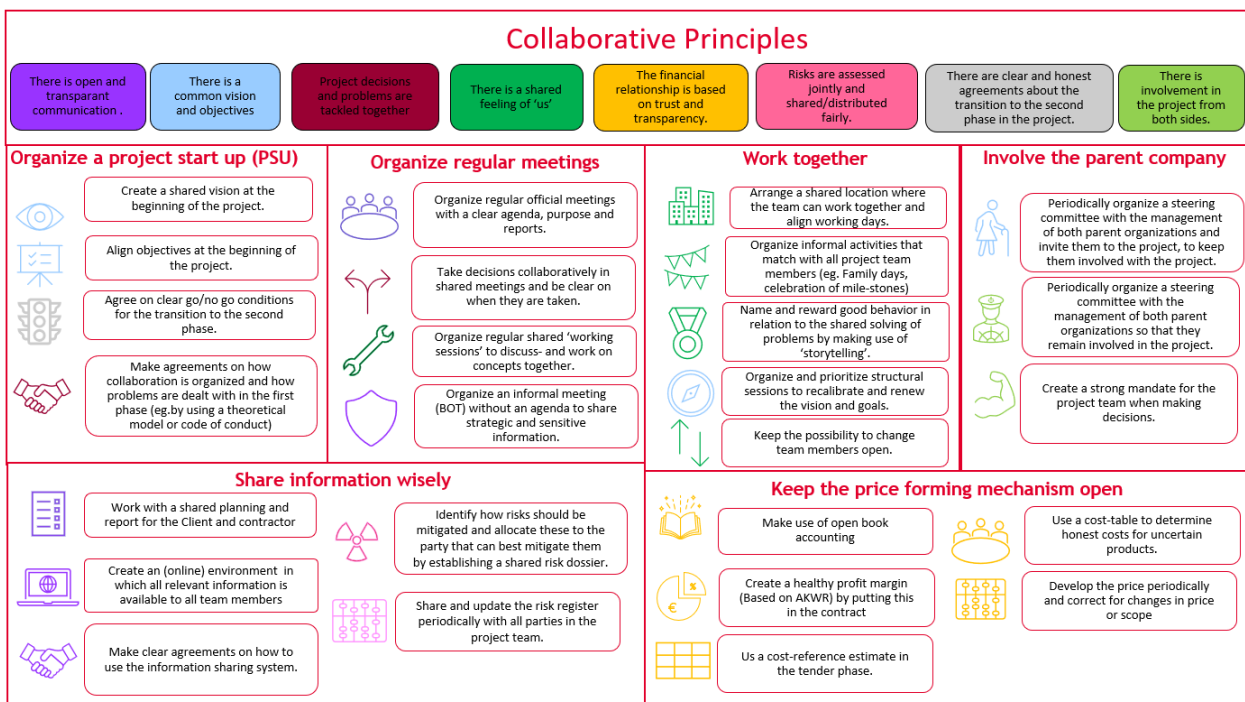 Collaborative Principles
There is open and
transparant
communication .
There is a
common vision
and objectives
Project decisions
and problems are
tackled together
There is a shared
feeling of ‘us’
The financial
relationship is based
on trust and
transparency.
Risks are assessed
jointly and
shared/distributed
fairly.
There are clear and honest
agreements about the
transition to the second
phase in the project.
There is
involvement in
the project from
both sides.
Organize a project start up (PSU)
Create a shared vision at the
beginning of the project.
Align objectives at the beginning of
the project.
Agree on clear go/no go conditions
for the transition to the second
phase.
Make agreements on how
collaboration is organized and how
problems are dealt with in the first
phase (eg.by using a theoretical
model or code of conduct)
Organize regular meetings
Organize regular official meetings
with a clear agenda, purpose and
reports.
Take decisions collaboratively in
shared meetings and be clear on
when they are taken.
Organize regular shared ‘working
sessions’ to discuss- and work on
concepts together.
Organize an informal meeting
(BOT) without an agenda to share
strategic and sensitive
information.
Work together
Arrange a shared location where
the team can work together and
align working days.
Organize informal activities that
match with all project team
members (eg. Family days,
celebration of mile-stones)
Name and reward good behavior in
relation to the shared solving of
problems by making use of
‘storytelling’.
Organize and prioritize structural
sessions to recalibrate and renew
the vision and goals.
Keep the possibility to change
team members open.
Involve the parent company
Periodically organize a steering
committee with the management
of both parent organizations and
invite them to the project, to keep
them involved with the project.
Periodically organize a steering
committee with the
management of both parent
organizations so that they
remain involved in the project.
Create a strong mandate for the
project team when making
decisions.
Share information wisely
Work with a shared planning and
report for the Client and contractor
Create an (online) environment in
which all relevant information is
available to all team members
Make clear agreements on how to
use the information sharing system.
Identify how risks should be
mitigated and allocate these to the
party that can best mitigate them
by establishing a shared risk dossier.
Share and update the risk register
periodically with all parties in the
project team.
Keep the price forming mechanism open
Make use of open book
accounting
%
€
Create a healthy profit margin
(Based on AKWR) by putting this
in the contract
Us a cost-reference estimate in
the tender phase.
Use a cost-table to determine
honest costs for uncertain
products.
Develop the price periodically
and correct for changes in price
or scope